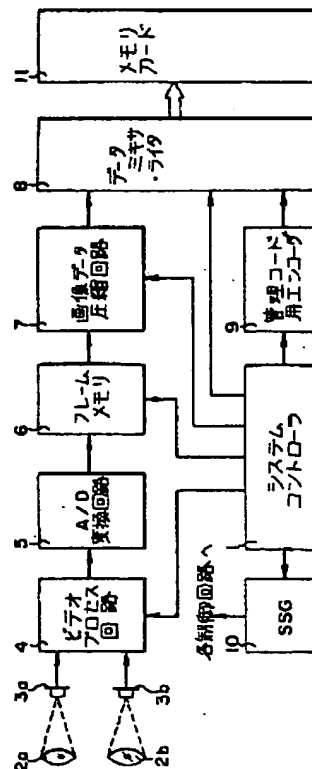 2a
2b
3a
3b
4
ビデオ
プロセス
回路
5
A/D
変換回路
6
フレーム
メモリ
7
画像データ
圧縮回路
8
データ
ミキサ
・ライタ
11
メモリ
カード
各制御回路へ
10
SSG
1
システム
コントローラ
9
管理コード
用エンコーダ